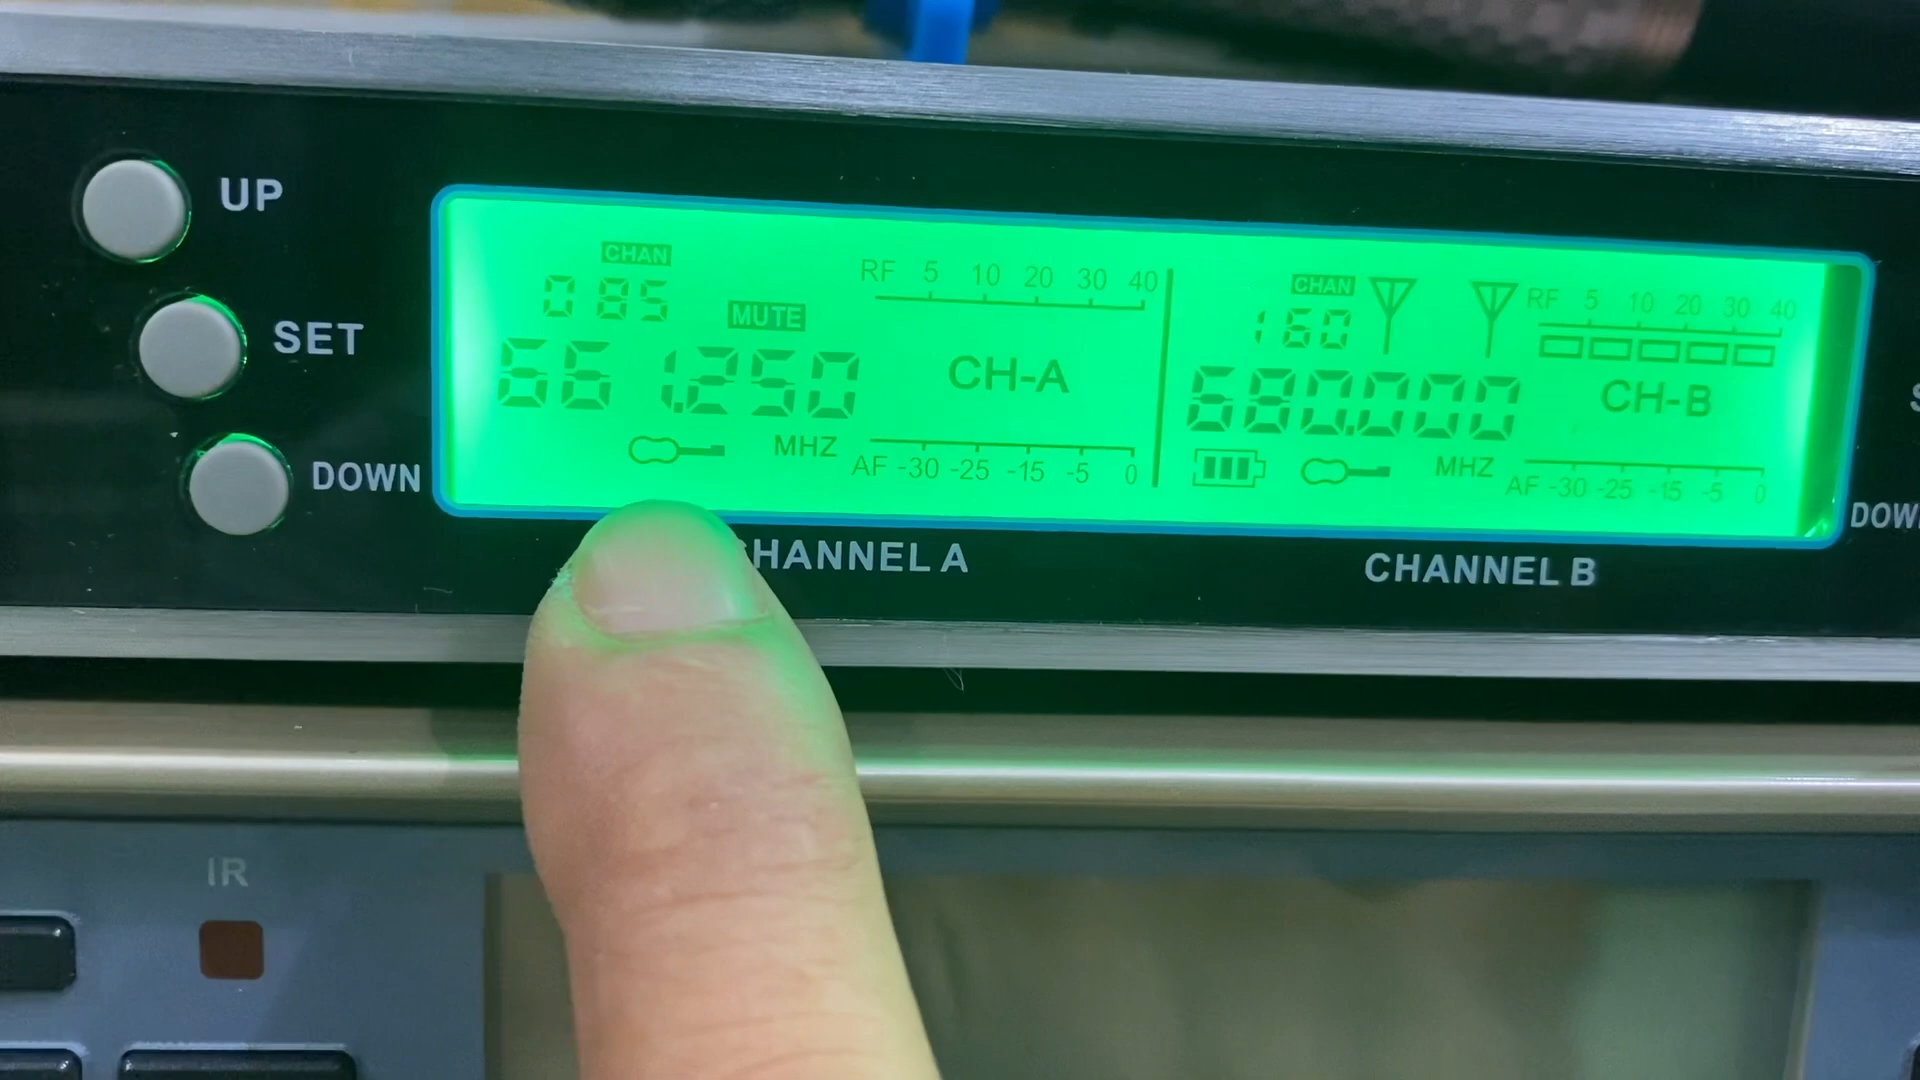 UP
SET
DOWN
CHAN
085
MUTE
661.250
MHZ
RF 5 10 20 30 40
CH-A
AF -30 -25 -15 -5 0
CHAN
160
680.000
MHZ
RF 5 10 20 30 40
CH-B
AF -30 -25 -15 -5 0
HANNEL A
CHANNEL B
S
DOW
IR